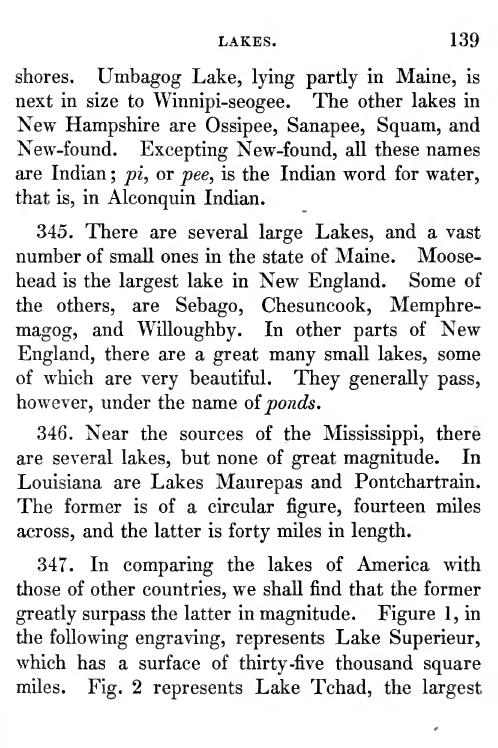 LAKES. 139
shores. Umbagog Lake, lying partly in Maine, is
next in size to Winnipi-seogee. The other lakes in
New Hampshire are Ossipee, Sanapee, Squam, and
New-found. Excepting New-found, all these names
are Indian; pi, or pee, is the Indian word for water,
that is, in Alconquin Indian.
345. There are several large Lakes, and a vast
number of small ones in the state of Maine. Moose-
head is the largest lake in New England. Some of
the others, are Sebago, Chesuncook, Memphre-
magog, and Willoughby. In other parts of New
England, there are a great many small lakes, some
of which are very beautiful. They generally pass,
however, under the name of ponds.
346. Near the sources of the Mississippi, there
are several lakes, but none of great magnitude. In
Louisiana are Lakes Maurepas and Pontchartrain.
The former is of a circular figure, fourteen miles
across, and the latter is forty miles in length.
347. In comparing the lakes of America with
those of other countries, we shall find that the former
greatly surpass the latter in magnitude. Figure 1, in
the following engraving, represents Lake Superieur,
which has a surface of thirty-five thousand square
miles. Fig. 2 represents Lake Tchad, the largest